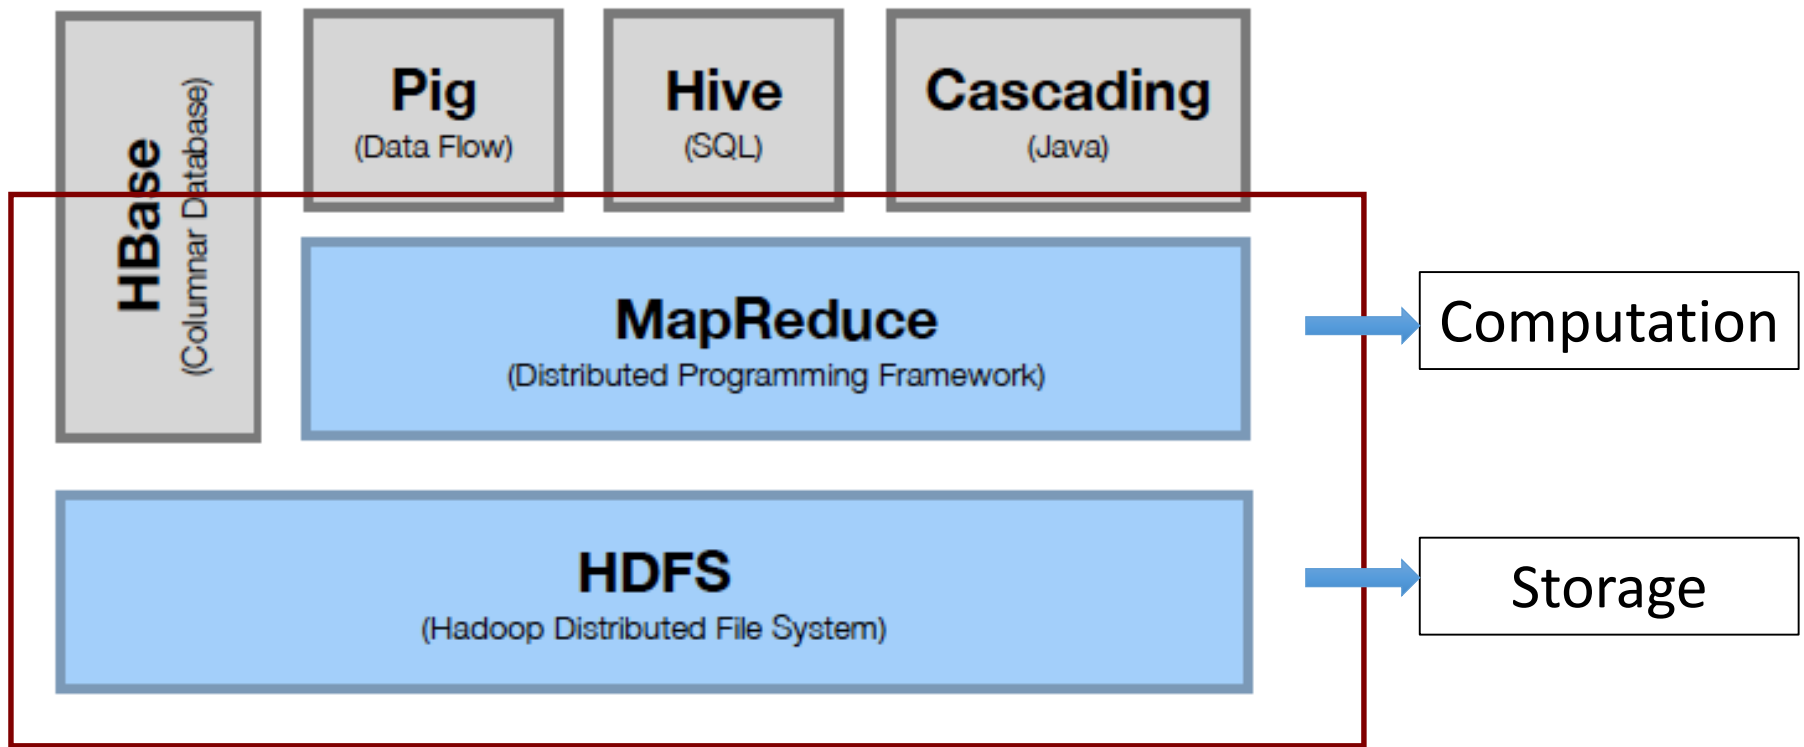 HBase
(Columnar Database)
Pig
(Data Flow)
Hive
(SQL)
Cascading
(Java)
MapReduce
(Distributed Programming Framework)
Computation
HDFS
(Hadoop Distributed File System)
Storage